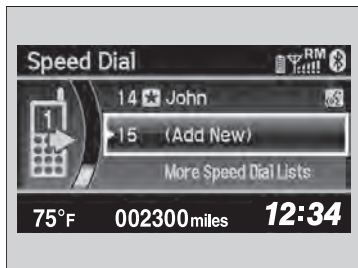 Speed Dial RM
14 John
1
15 (Add New)
More Speed Dial Lists
75°F 002300 miles 12:34